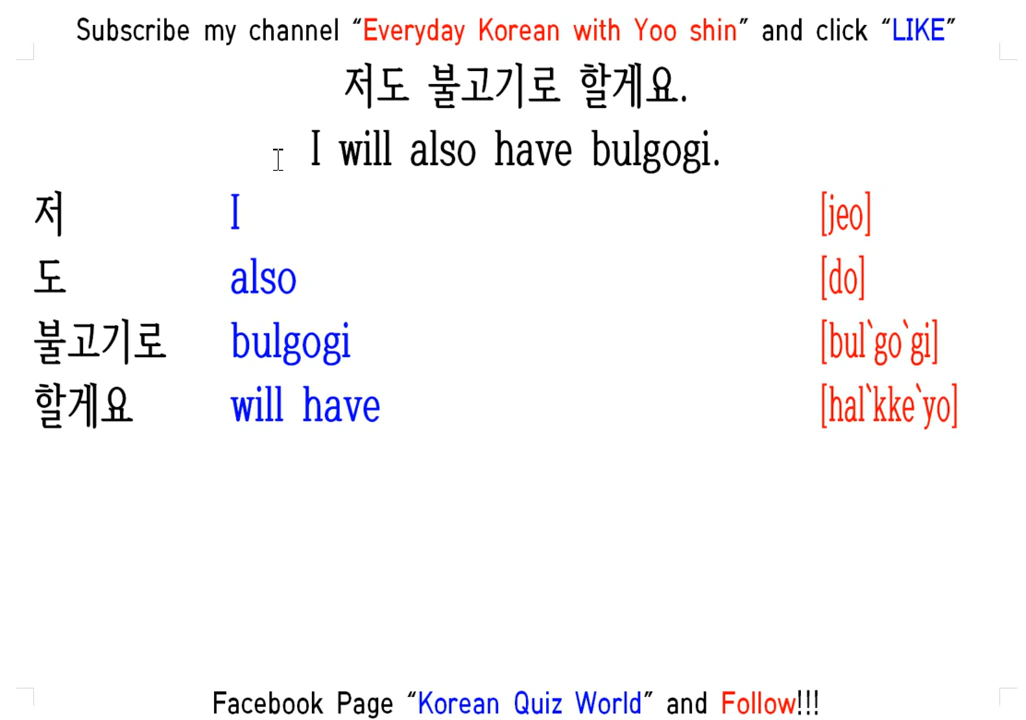 Subscribe my channel “Everyday Korean with Yoo shin” and click “LIKE”
저도 불고기로 할게요.
I will also have bulgogi.
저 I [jeo]
도 also [do]
불고기로 bulgogi [bul`go`gi]
할게요 will have [hal`kke`yo]
Facebook Page “Korean Quiz World” and Follow!!!